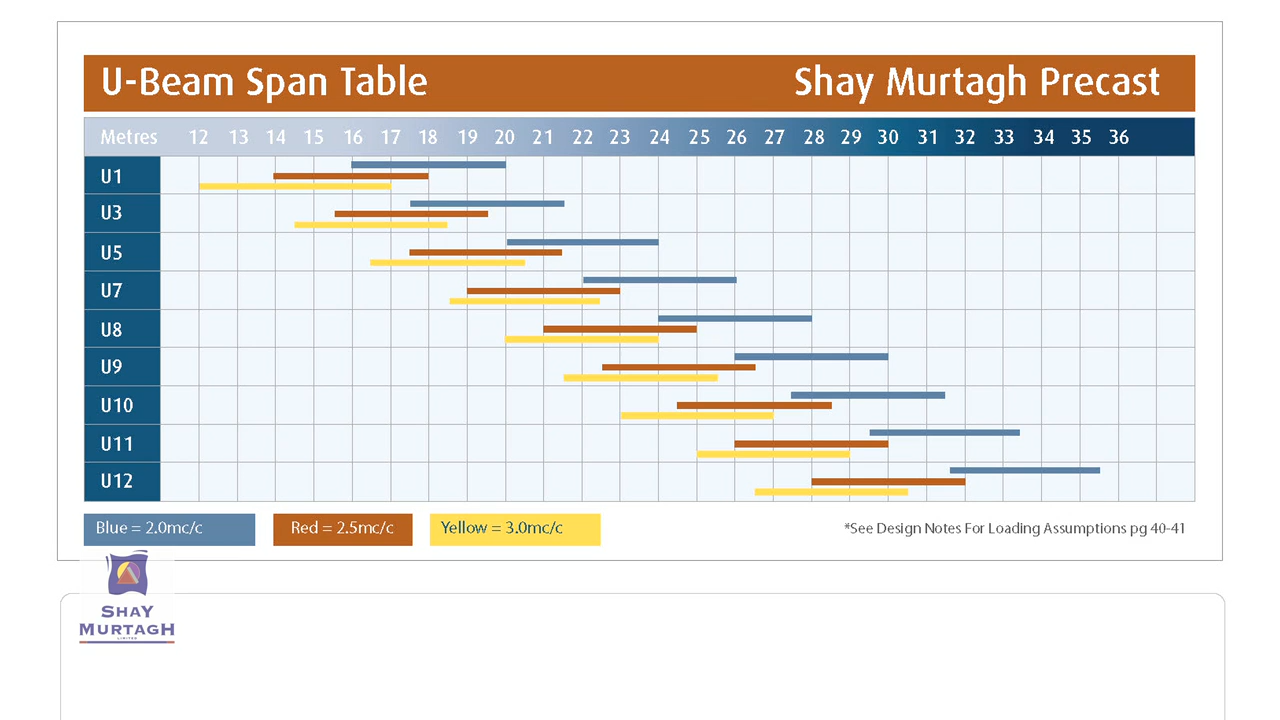 U-Beam Span Table Shay Murtagh Precast
Metres 12 13 14 15 16 17 18 19 20 21 22 23 24 25 26 27 28 29 30 31 32 33 34 35 36
U1
U3
U5
U7
U8
U9
U10
U11
U12
Blue = 2.0mc/c Red = 2.5mc/c Yellow = 3.0mc/c *See Design Notes For Loading Assumptions pg 40-41
SHAY
MURTAGH
LIMITED